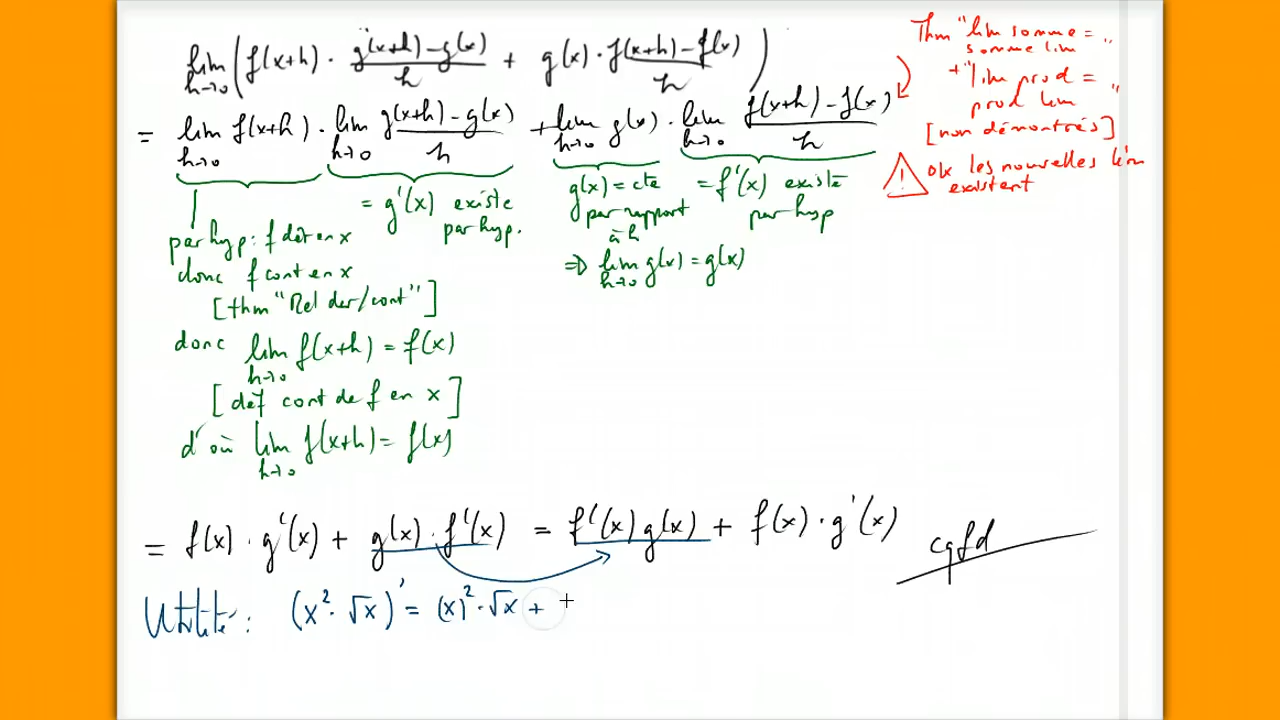 lim h→0 ( f(x+h) · (g(x+h) − g(x))/h + g(x) · (f(x+h) − f(x))/h )
= lim h→0 f(x+h) · lim h→0 (g(x+h) − g(x))/h + lim h→0 g(x) · lim h→0 (f(x+h) − f(x))/h
Thm "lim somme =
somme lim"
+ "lim prod =
prod lim"
[non démontrés]
ok les nouvelles lim
existent
par hyp: f dér en x
donc f cont en x
[thm "Rel der/cont"]
donc lim h→0 f(x+h) = f(x)
[déf cont de f en x]
d'où lim h→0 f(x+h) = f(x)
= g'(x) existe
par hyp.
g(x) = cte
par rapport
à h
⇒ lim h→0 g(x) = g(x)
= f'(x) existe
par hyp
= f(x) · g'(x) + g(x) · f'(x) = f'(x) g(x) + f(x) · g'(x)
cqfd
Utilité: (x² · √x)' = (x)² · √x +